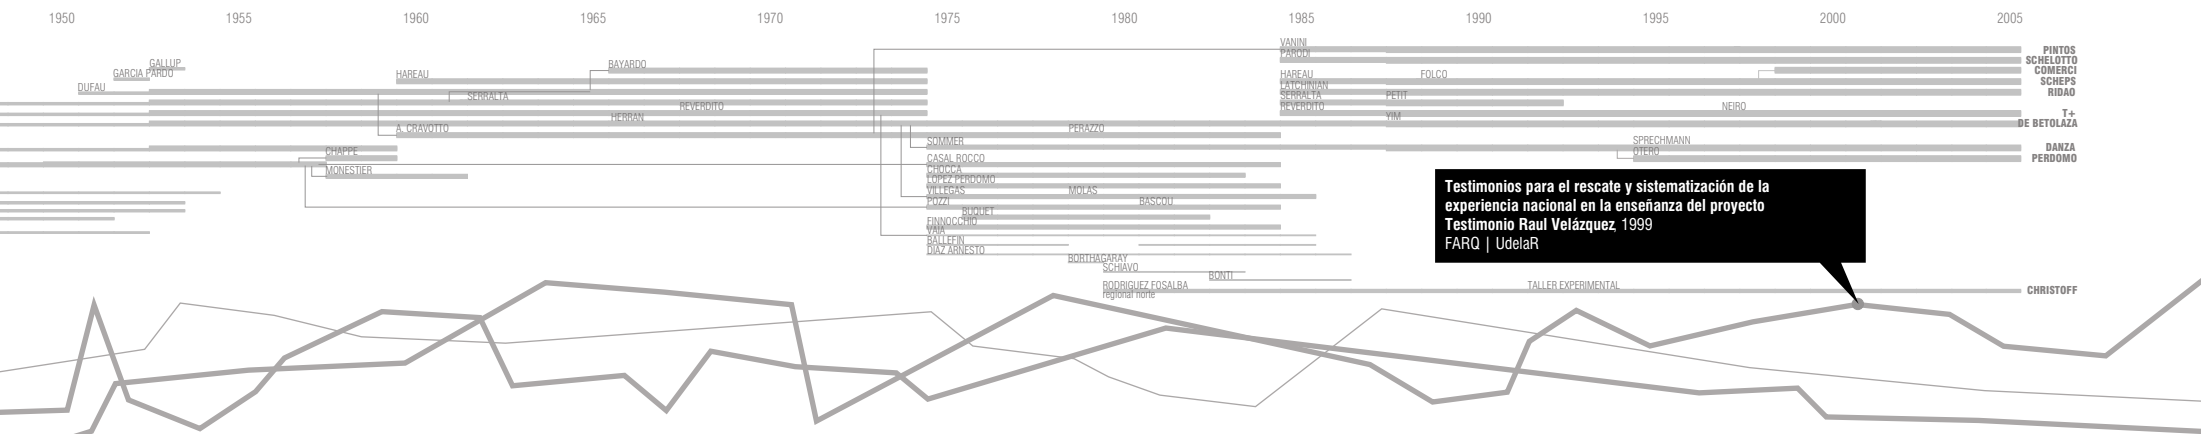 1950 1955 1960 1965 1970 1975 1980 1985 1990 1995 2000 2005
VANINI
PINTOS
PARODI
SCHELOTTO
GALLUP
BAYARDO
COMERCI
GARCIA PARDO
HAREAU
HAREAU
FOLCO
SCHEPS
DUFAU
LATCHINIAN
RIDAO
SERRALTA
SERRALTA
PETIT
REVERDITO
REVERDITO
NEIRO
T+
HERRAN
YIM
DE BETOLAZA
A. CRAVOTTO
PERAZZO
SOMMER
SPRECHMANN
DANZA
CHAPPE
OTERO
CASAL ROCCO
PERDOMO
MONESTIER
CHOCCA
LOPEZ PERDOMO
VILLEGAS
MOLAS
POZZI
BASCOU
BUQUET
FINNOCCHIO
VAIA
BALLEFIN
DIAZ ARNESTO
BORTHAGARAY
SCHIAVO
BONTI
RODRIGUEZ FOSALBA
regional norte
TALLER EXPERIMENTAL
CHRISTOFF
Testimonios para el rescate y sistematización de la
experiencia nacional en la enseñanza del proyecto
Testimonio Raul Velázquez, 1999
FARQ | UdelaR